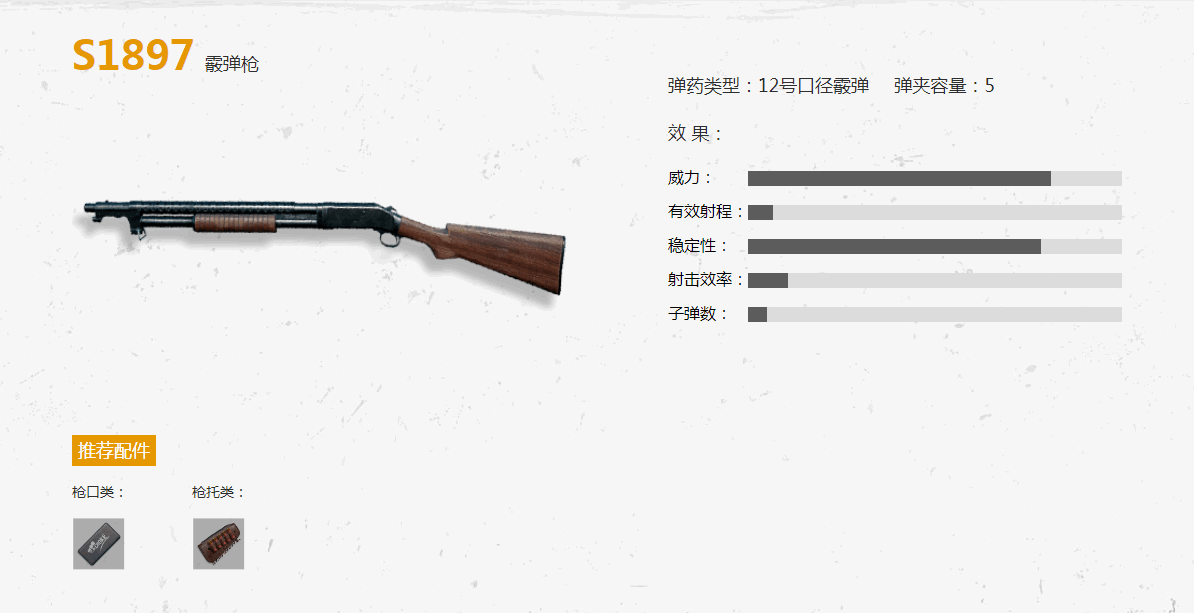 S1897 霰弹枪
弹药类型：12号口径霰弹 弹夹容量：5
效 果：
威力：
有效射程：
稳定性：
射击效率：
子弹数：
推荐配件
枪口类： 枪托类：